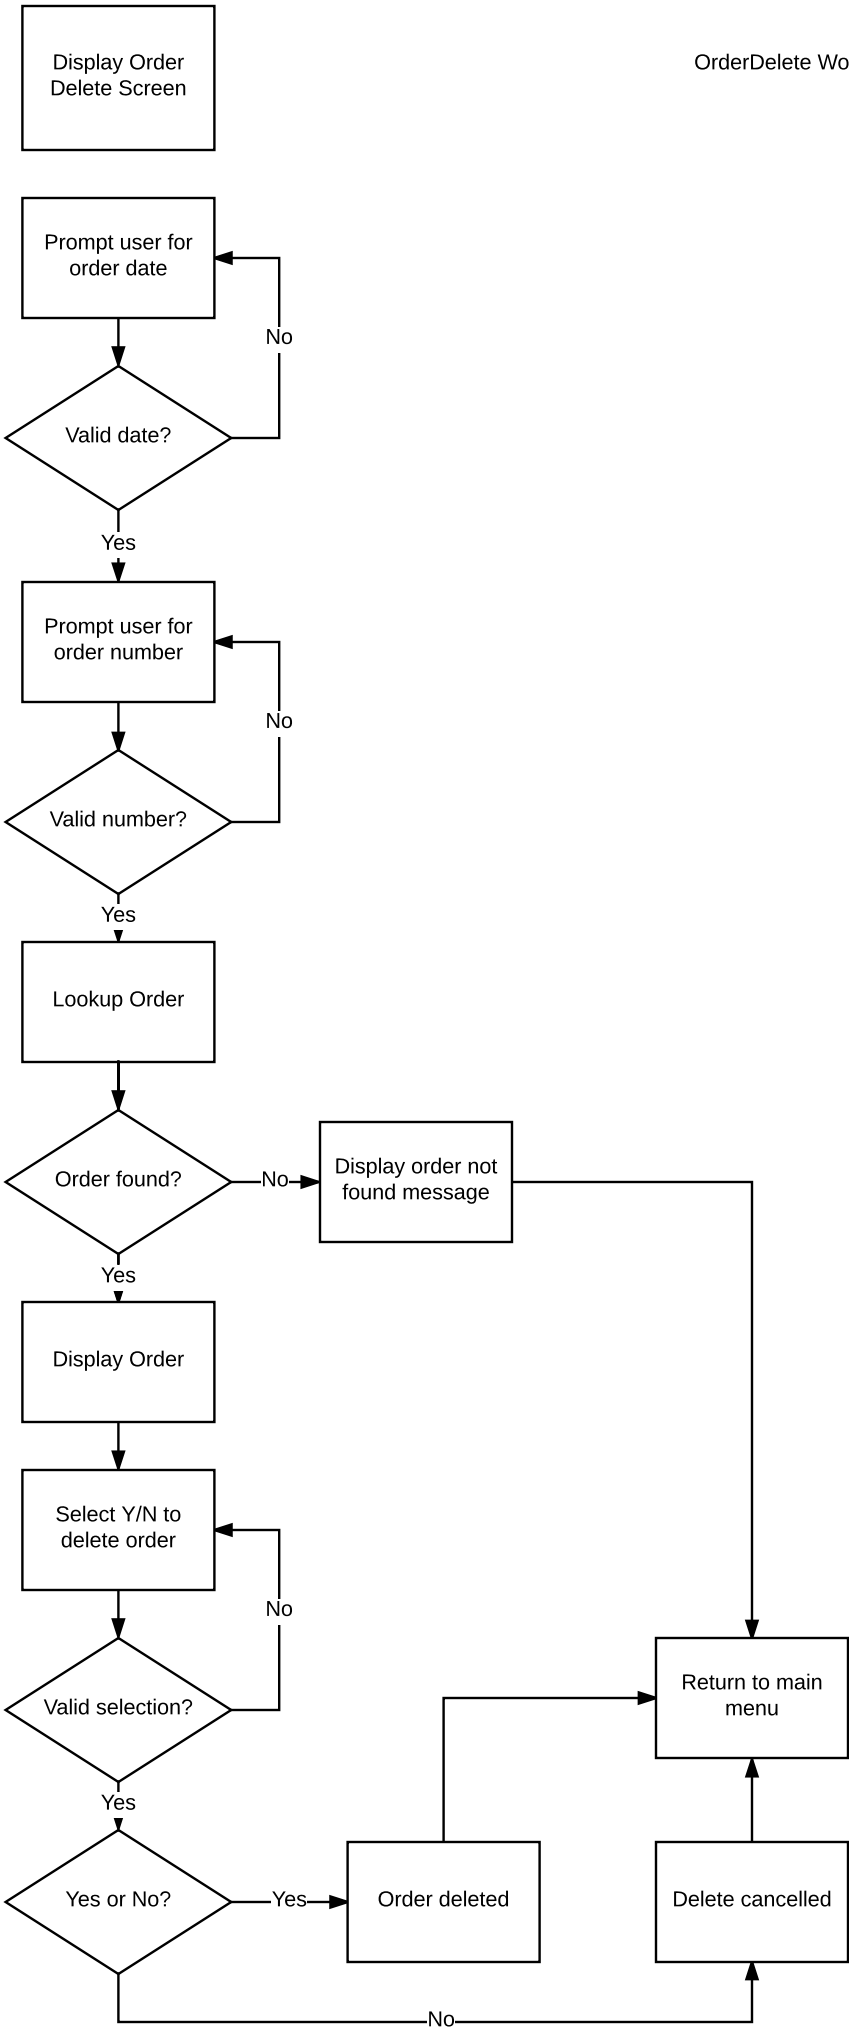 Display Order
Delete Screen
OrderDelete Wo
Prompt user for
order date
No
Valid date?
Yes
Prompt user for
order number
No
Valid number?
Yes
Lookup Order
Order found?
No
Display order not
found message
Yes
Display Order
Select Y/N to
delete order
No
Valid selection?
Return to main
menu
Yes
Yes or No?
Yes
Order deleted
Delete cancelled
No